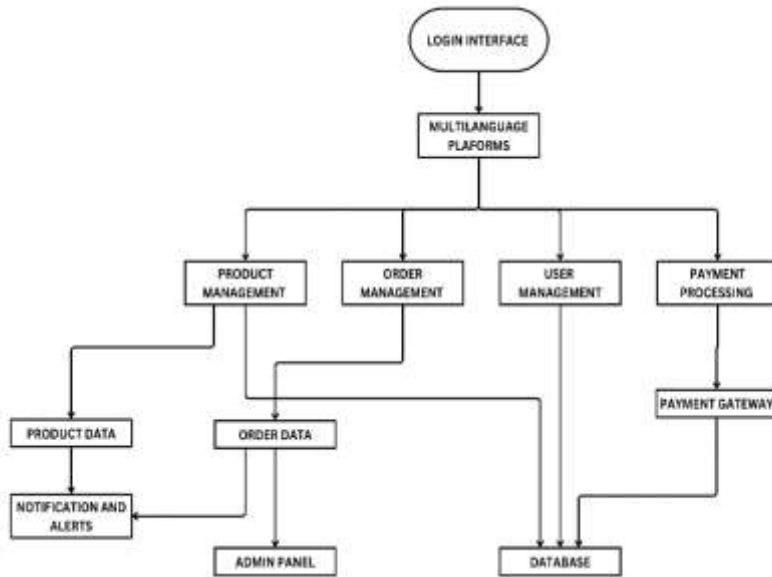 LOGIN INTERFACE
MULTILANGUAGE
PLAFORMS
PRODUCT
MANAGEMENT
ORDER
MANAGEMENT
USER
MANAGEMENT
PAYMENT
PROCESSING
PAYMENT GATEWAY
PRODUCT DATA
ORDER DATA
NOTIFICATION AND
ALERTS
ADMIN PANEL
DATABASE